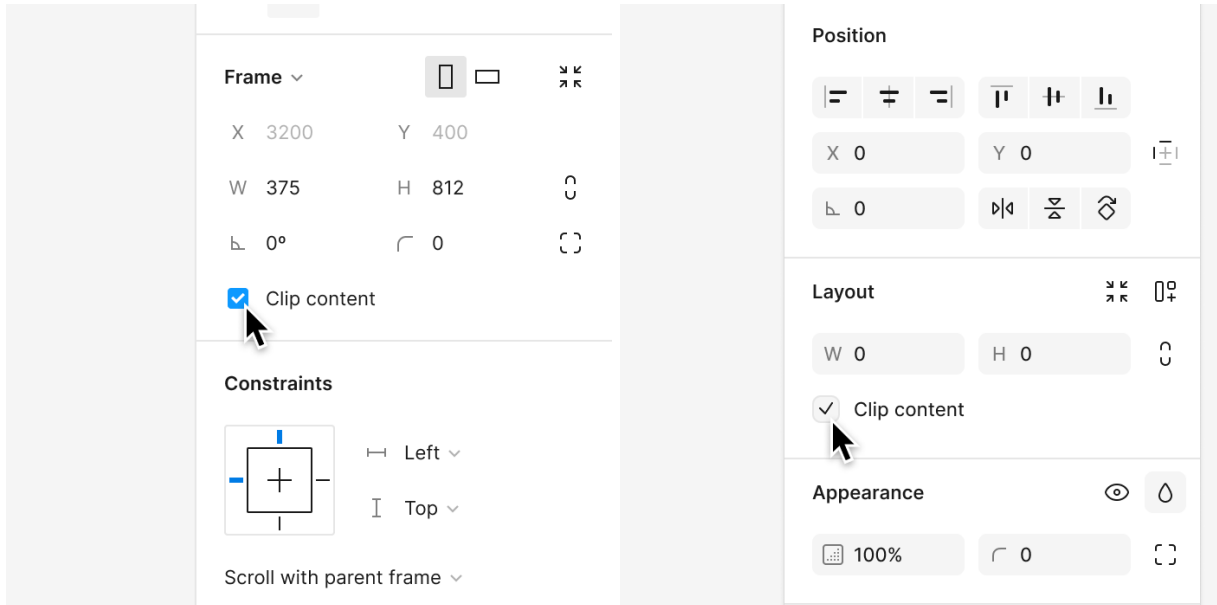 Frame
X 3200 Y 400
W 375 H 812
0º 0
Clip content
Constraints
Left
Top
Scroll with parent frame
Position
X 0 Y 0
0
Layout
W 0 H 0
Clip content
Appearance
100% 0